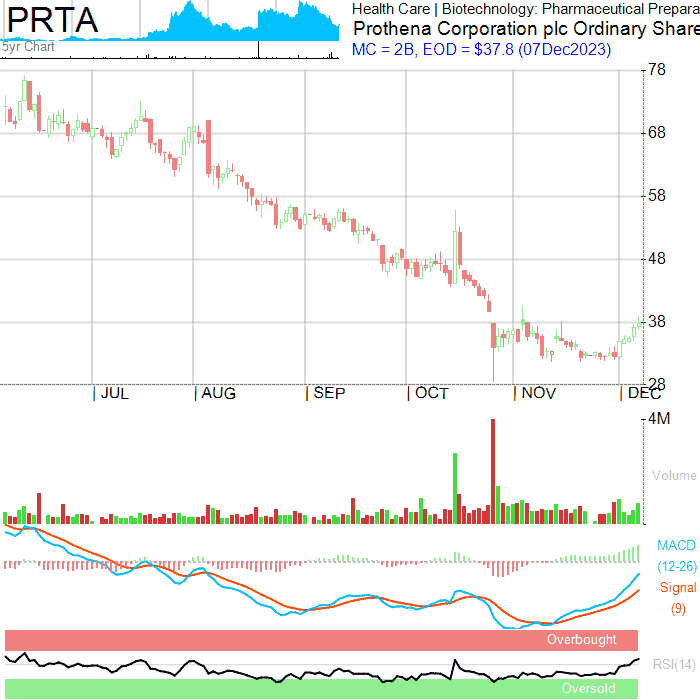 PRTA
Health Care | Biotechnology: Pharmaceutical Prepara
Prothena Corporation plc Ordinary Share
MC = 2B, EOD = $37.8 (07Dec2023)
5yr Chart
78
68
58
48
38
28
JUL
AUG
SEP
OCT
NOV
DEC
4M
Volume
MACD
(12-26)
Signal
(9)
Overbought
RSI(14)
Oversold